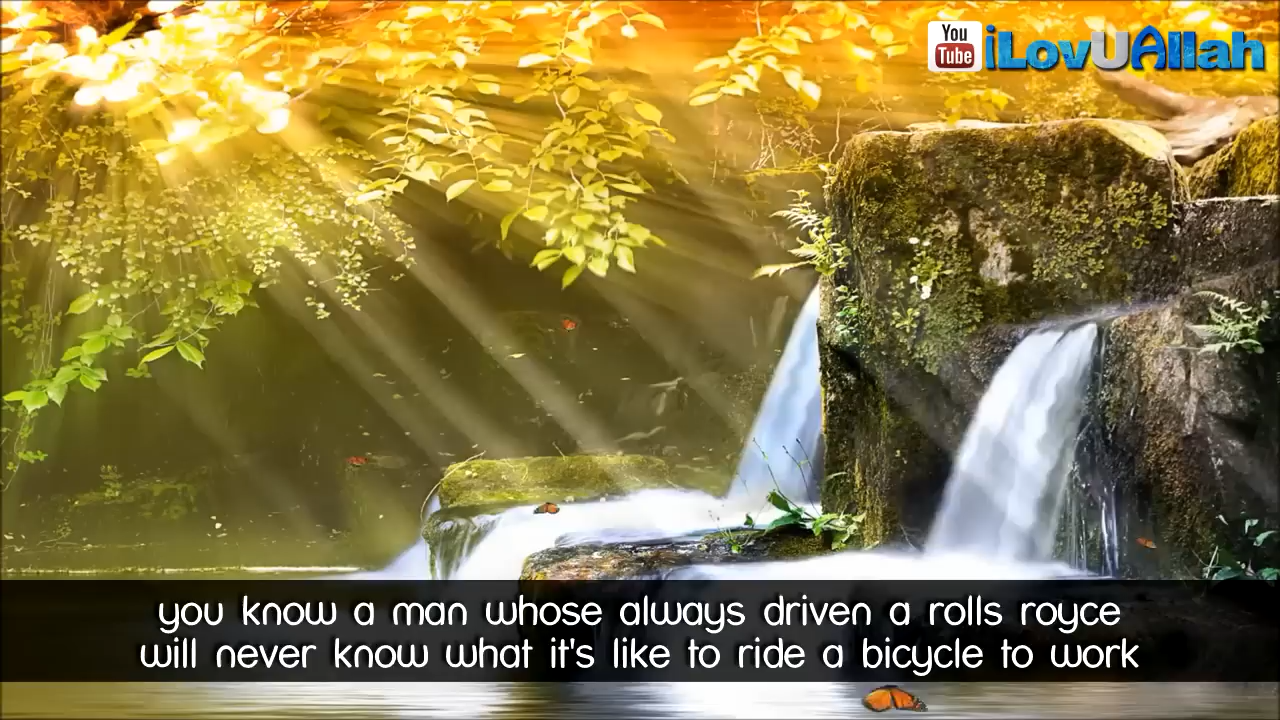 You
Tube
iLovUAllah
you know a man whose always driven a rolls royce
will never know what it's like to ride a bicycle to work